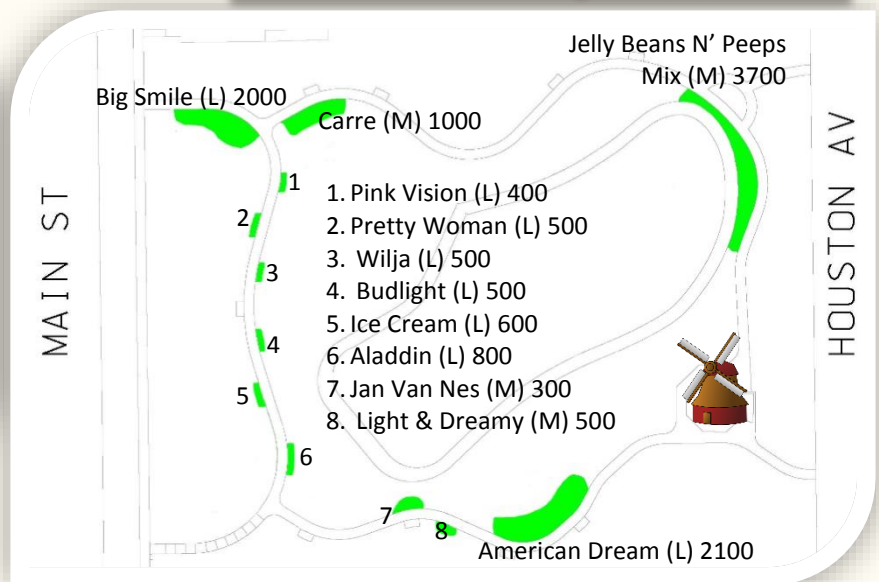 Jelly Beans N’ Peeps
Mix (M) 3700
Big Smile (L) 2000
Carre (M) 1000
MAIN ST
HOUSTON AV
1
2
3
4
5
6
7
8
1. Pink Vision (L) 400
2. Pretty Woman (L) 500
3. Wilja (L) 500
4. Budlight (L) 500
5. Ice Cream (L) 600
6. Aladdin (L) 800
7. Jan Van Nes (M) 300
8. Light & Dreamy (M) 500
American Dream (L) 2100